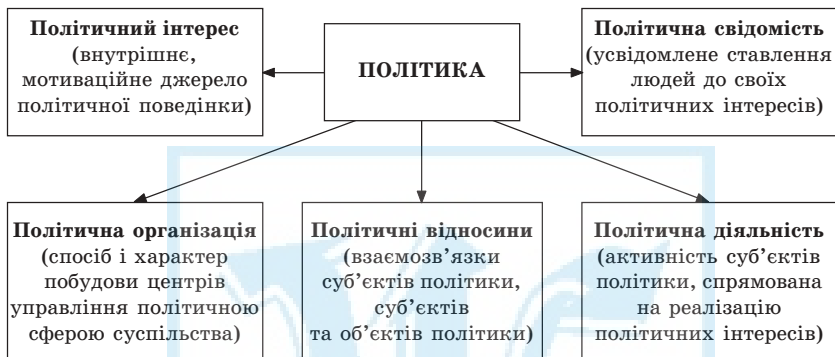 Політичний інтерес
(внутрішнє,
мотиваційне джерело
політичної поведінки)
ПОЛІТИКА
Політична свідомість
(усвідомлене ставлення
людей до своїх
політичних інтересів)
Політична організація
(спосіб і характер
побудови центрів
управління політичною
сферою суспільства)
Політичні відносини
(взаємозв’язки
суб’єктів політики,
суб’єктів
та об’єктів політики)
Політична діяльність
(активність суб’єктів
політики, спрямована
на реалізацію
політичних інтересів)